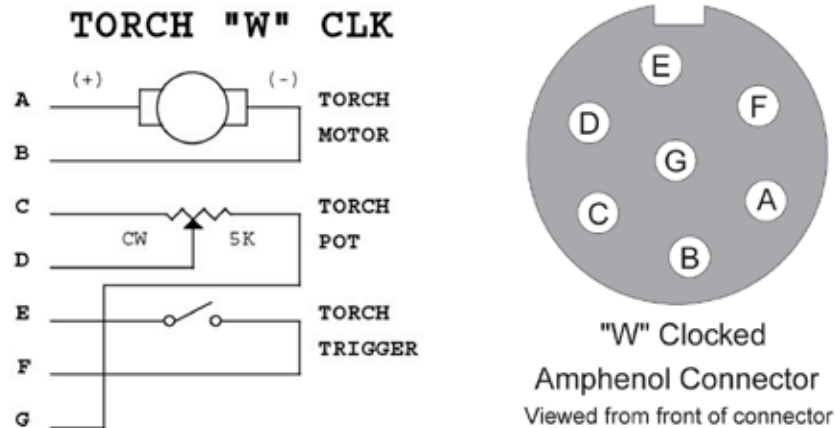 TORCH "W" CLK
A (+) (-) TORCH
MOTOR
B
C TORCH
CW 5K POT
D
E TORCH
TRIGGER
F
G
E
F
D
G
A
C
B
"W" Clocked
Amphenol Connector
Viewed from front of connector